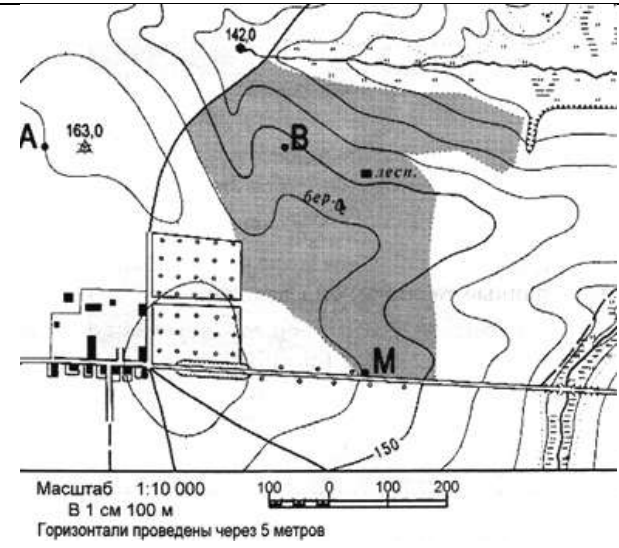 142,0
А 163,0
В
лесн.
бер.
М
150
Масштаб 1:10 000
В 1 см 100 м
100 0 100 200
Горизонтали проведены через 5 метров